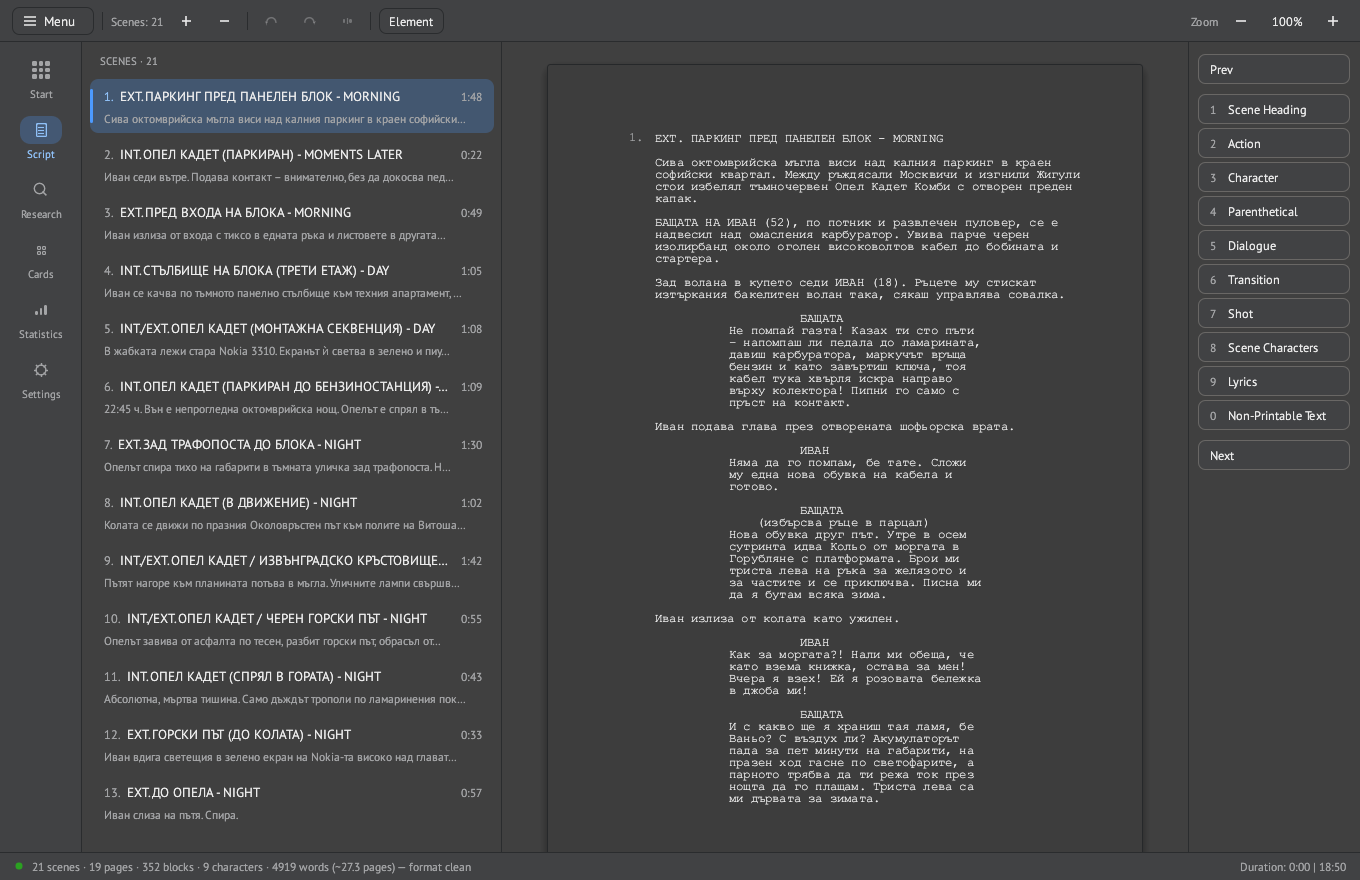 Menu
Scenes: 21
Element
Zoom
100%
Start
Script
Research
Cards
Statistics
Settings
SCENES · 21
1. EXT. ПАРКИНГ ПРЕД ПАНЕЛЕН БЛОК - MORNING 1:48
Сива октомврийска мъгла виси над калния паркинг в краен софийски...
2. INT. ОПЕЛ КАДЕТ (ПАРКИРАН) - MOMENTS LATER 0:22
Иван седи вътре. Подава контакт – внимателно, без да докосва пед...
3. EXT. ПРЕД ВХОДА НА БЛОКА - MORNING 0:49
Иван излиза от входа с тиксо в едната ръка и листовете в другата...
4. INT. СТЪЛБИЩЕ НА БЛОКА (ТРЕТИ ЕТАЖ) - DAY 1:05
Иван се качва по тъмното панелно стълбище към техния апартамент, ...
5. INT./EXT. ОПЕЛ КАДЕТ (МОНТАЖНА СЕКВЕНЦИЯ) - DAY 1:08
В жабката лежи стара Nokia 3310. Екранът ѝ светва в зелено и пиу...
6. INT. ОПЕЛ КАДЕТ (ПАРКИРАН ДО БЕНЗИНОСТАНЦИЯ) -... 1:09
22:45 ч. Вън е непрогледна октомврийска нощ. Опелът е спрял в тъ...
7. EXT. ЗАД ТРАФОПОСТА ДО БЛОКА - NIGHT 1:30
Опелът спира тихо на габарити в тъмната уличка зад трафопоста. Н...
8. INT. ОПЕЛ КАДЕТ (В ДВИЖЕНИЕ) - NIGHT 1:02
Колата се движи по празния Околовръстен път към полите на Витоша...
9. INT./EXT. ОПЕЛ КАДЕТ / ИЗВЪНГРАДСКО КРЪСТОВИЩЕ... 1:42
Пътят нагоре към планината потъва в мъгла. Уличните лампи свършв...
10. INT./EXT. ОПЕЛ КАДЕТ / ЧЕРЕН ГОРСКИ ПЪТ - NIGHT 0:55
Опелът завива от асфалта по тесен, разбит горски път, обрасъл от...
11. INT. ОПЕЛ КАДЕТ (СПРЯЛ В ГОРАТА) - NIGHT 0:43
Абсолютна, мъртва тишина. Само дъждът трополи по ламаринения пок...
12. EXT. ГОРСКИ ПЪТ (ДО КОЛАТА) - NIGHT 0:33
Иван вдига светещия в зелено екран на Nokia-та високо над глават...
13. EXT. ДО ОПЕЛА - NIGHT 0:57
Иван слиза на пътя. Спира.
1. EXT. ПАРКИНГ ПРЕД ПАНЕЛЕН БЛОК - MORNING
Сива октомврийска мъгла виси над калния паркинг в краен
софийски квартал. Между ръждясали Москвичи и изгнили Жигули
стои избелял тъмночервен Опел Кадет Комби с отворен преден
капак.
БАЩАТА НА ИВАН (52), по потник и развлечен пуловер, се е
надвесил над омасления карбуратор. Увива парче черен
изолирбанд около оголен високоволтов кабел до бобината и
стартера.
Зад волана в купето седи ИВАН (18). Ръцете му стискат
изтъркания бакелитен волан така, сякаш управлява совалка.
БАЩАТА
Не помпай газта! Казах ти сто пъти
– напомпаш ли педала до ламарината,
давиш карбуратора, маркучът връща
бензин и като завъртиш ключа, тоя
кабел тука хвърля искра направо
върху колектора! Пипни го само с
пръст на контакт.
Иван подава глава през отворената шофьорска врата.
ИВАН
Няма да го помпам, бе тате. Сложи
му една нова обувка на кабела и
готово.
БАЩАТА
(избърсва ръце в парцал)
Нова обувка друг път. Утре в осем
сутринта идва Кольо от моргата в
Горубляне с платформата. Брои ми
триста лева на ръка за желязото и
за частите и се приключва. Писна ми
да я бутам всяка зима.
Иван излиза от колата като ужилен.
ИВАН
Как за моргата?! Нали ми обеща, че
като взема книжка, остава за мен!
Вчера я взех! Ей я розовата бележка
в джоба ми!
БАЩАТА
И с какво ще я храниш тая ламя, бе
Ваньо? С въздух ли? Акумулаторът
пада за пет минути на габарити, на
празен ход гасне по светофарите, а
парното трябва да ти режа ток през
нощта да го плащам. Триста лева са
ми дървата за зимата.
Prev
1 Scene Heading
2 Action
3 Character
4 Parenthetical
5 Dialogue
6 Transition
7 Shot
8 Scene Characters
9 Lyrics
0 Non-Printable Text
Next
21 scenes · 19 pages · 352 blocks · 9 characters · 4919 words (~27.3 pages) — format clean
Duration: 0:00 | 18:50